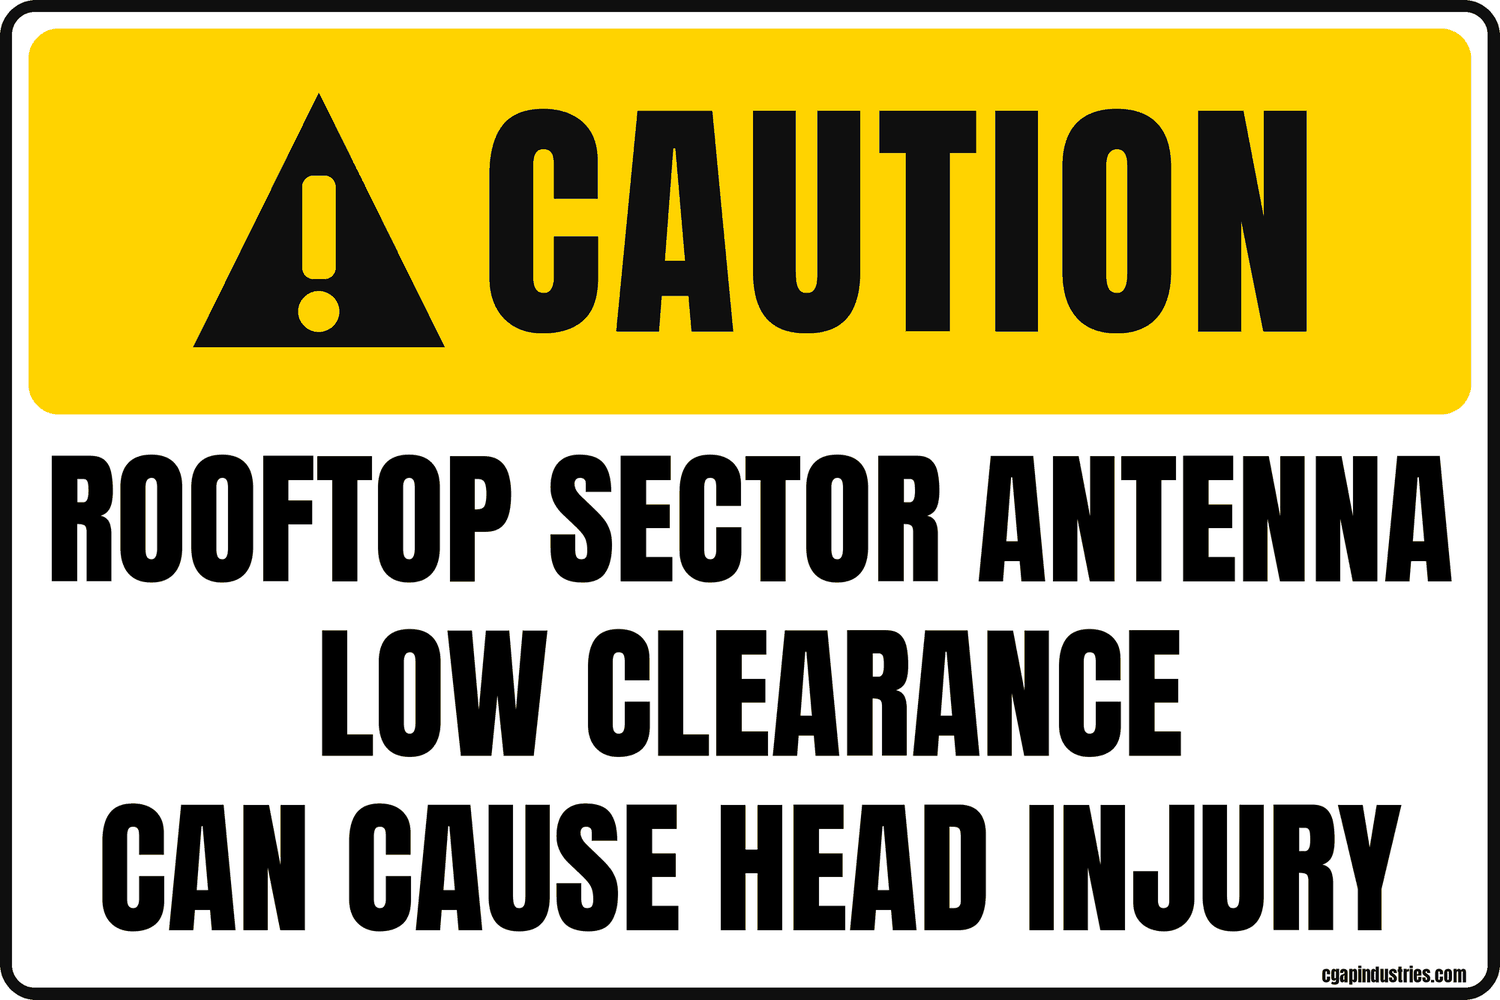 CAUTION
ROOFTOP SECTOR ANTENNA
LOW CLEARANCE
CAN CAUSE HEAD INJURY
cgapindustries.com